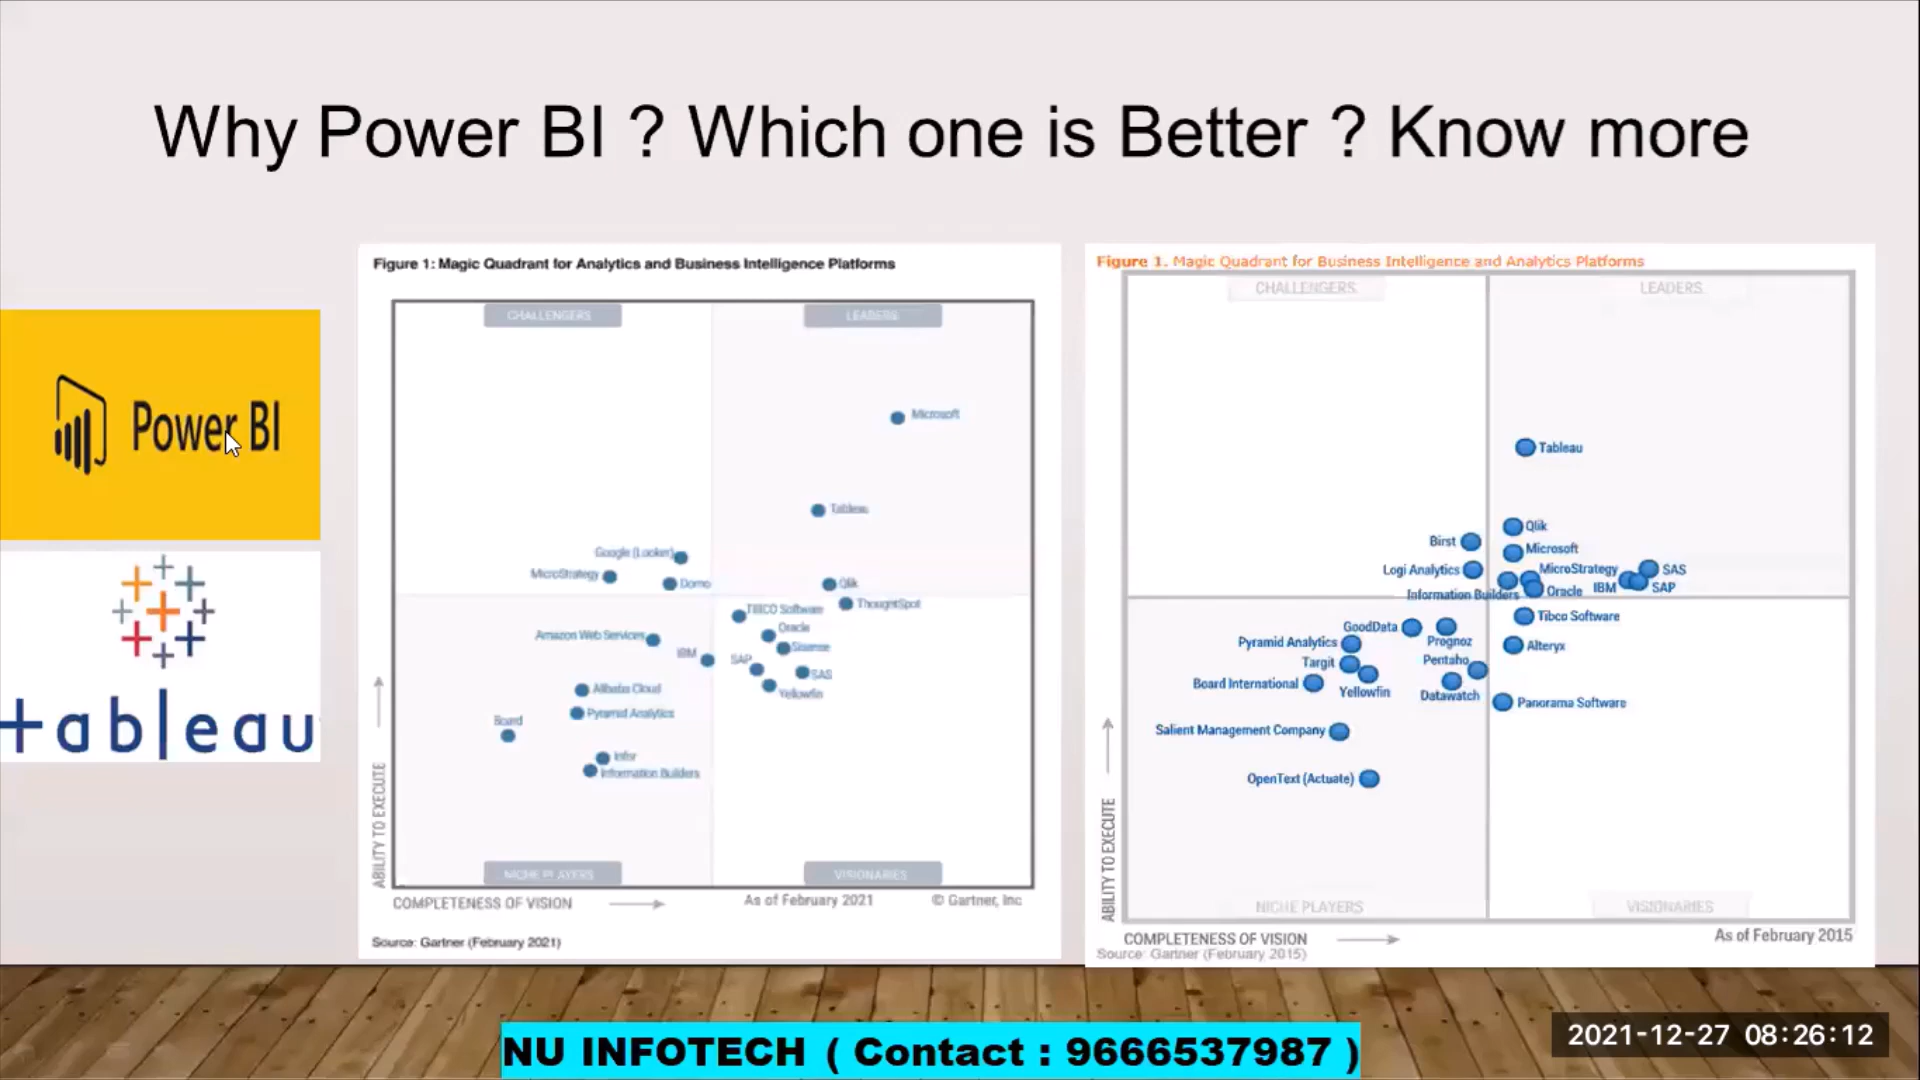 Why Power BI ? Which one is Better ? Know more
Power BI
+ableau
Figure 1: Magic Quadrant for Analytics and Business Intelligence Platforms
CHALLENGERS
LEADERS
Microsoft
Tableau
Google (Looker)
MicroStrategy
Domo
Qlik
ThoughtSpot
TIBCO Software
Amazon Web Services
Oracle
Sisense
IBM
SAP
SAS
Yellowfin
Alibaba Cloud
Pyramid Analytics
Board
Infor
Information Builders
NICHE PLAYERS
VISIONARIES
ABILITY TO EXECUTE
COMPLETENESS OF VISION
As of February 2021
© Gartner, Inc
Source: Gartner (February 2021)
Figure 1. Magic Quadrant for Business Intelligence and Analytics Platforms
CHALLENGERS
LEADERS
Tableau
Qlik
Birst
Microsoft
Logi Analytics
MicroStrategy
SAS
Information Builders
Oracle
IBM
SAP
Tibco Software
GoodData
Prognoz
Pyramid Analytics
Alteryx
Targit
Pentaho
Board International
Yellowfin
Datawatch
Panorama Software
Salient Management Company
OpenText (Actuate)
NICHE PLAYERS
VISIONARIES
ABILITY TO EXECUTE
COMPLETENESS OF VISION
As of February 2015
Source: Gartner (February 2015)
NU INFOTECH ( Contact : 9666537987 )
2021-12-27 08:26:12